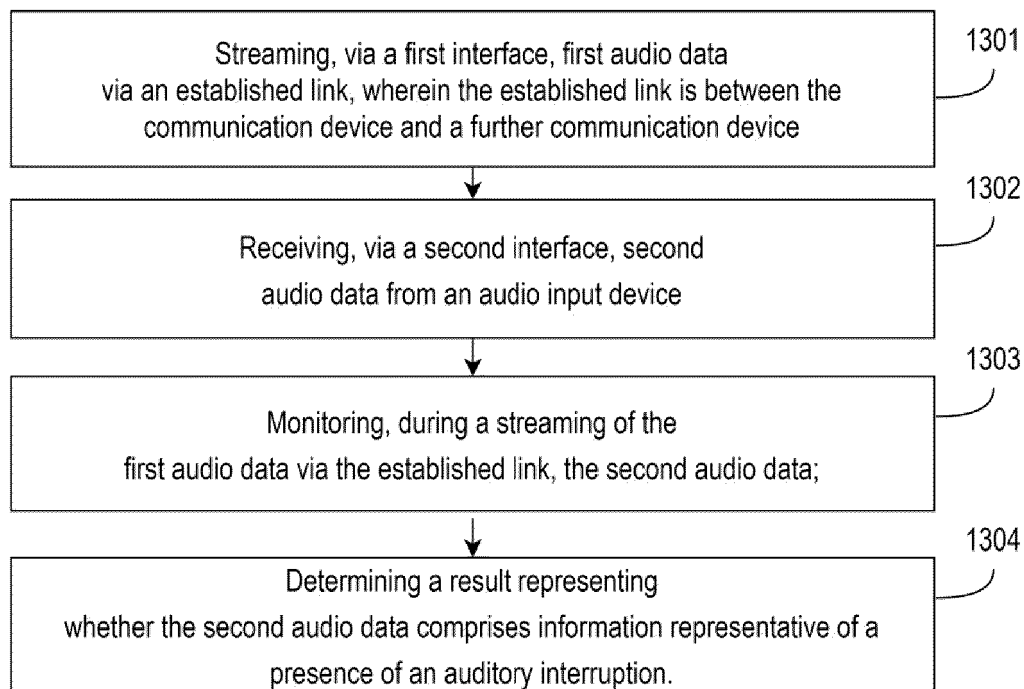 Streaming, via a first interface, first audio data
via an established link, wherein the established link is between the
communication device and a further communication device
1301
Receiving, via a second interface, second
audio data from an audio input device
1302
Monitoring, during a streaming of the
first audio data via the established link, the second audio data;
1303
Determining a result representing
whether the second audio data comprises information representative of a
presence of an auditory interruption.
1304